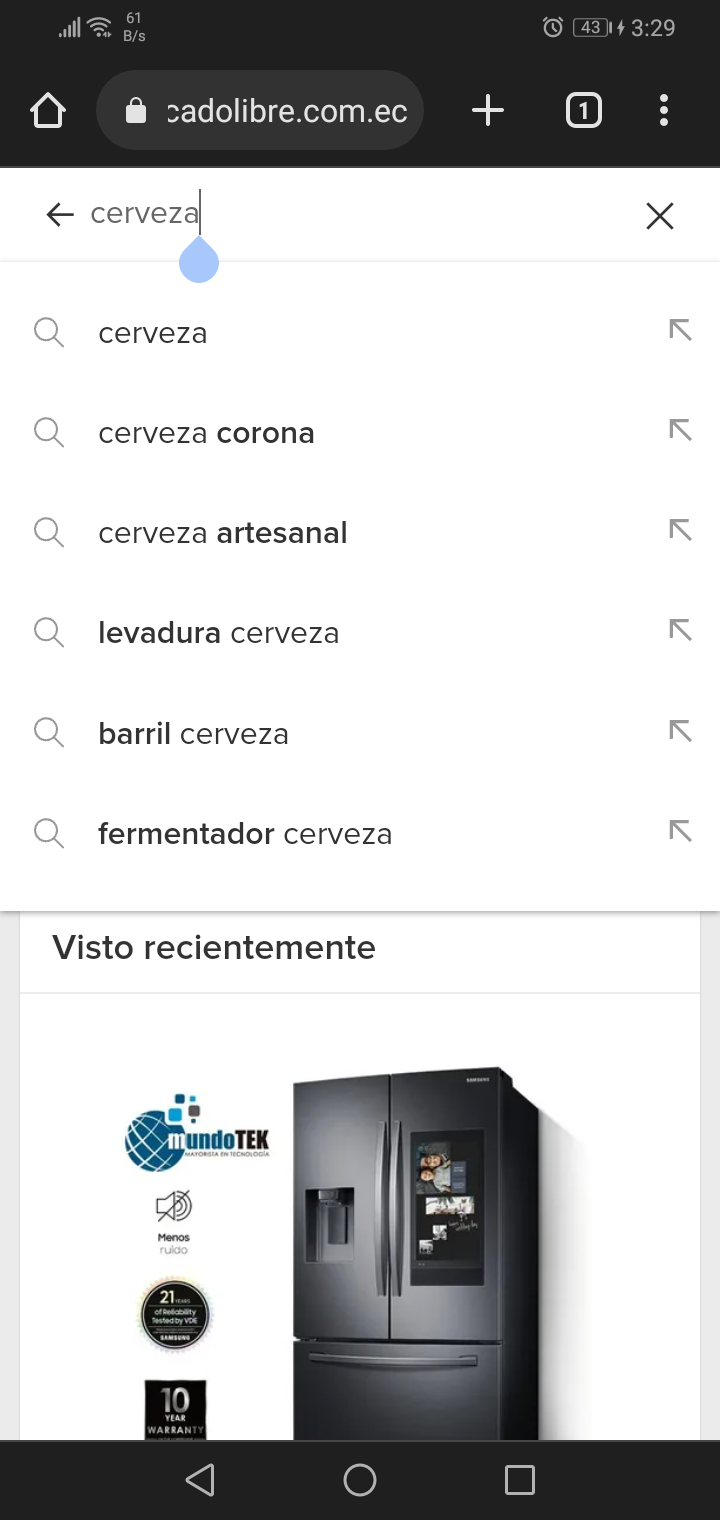 61
B/s
43
3:29
cadolibre.com.ec
1
cerveza
cerveza
cerveza corona
cerveza artesanal
levadura cerveza
barril cerveza
fermentador cerveza
Visto recientemente
SAMSUNG
mundoTEK
MAYORISTA EN TECNOLOGÍA
Menos
ruido
21 YEARS
of Reliability
Tested by VDE
SAMSUNG
10
YEAR
WARRANTY